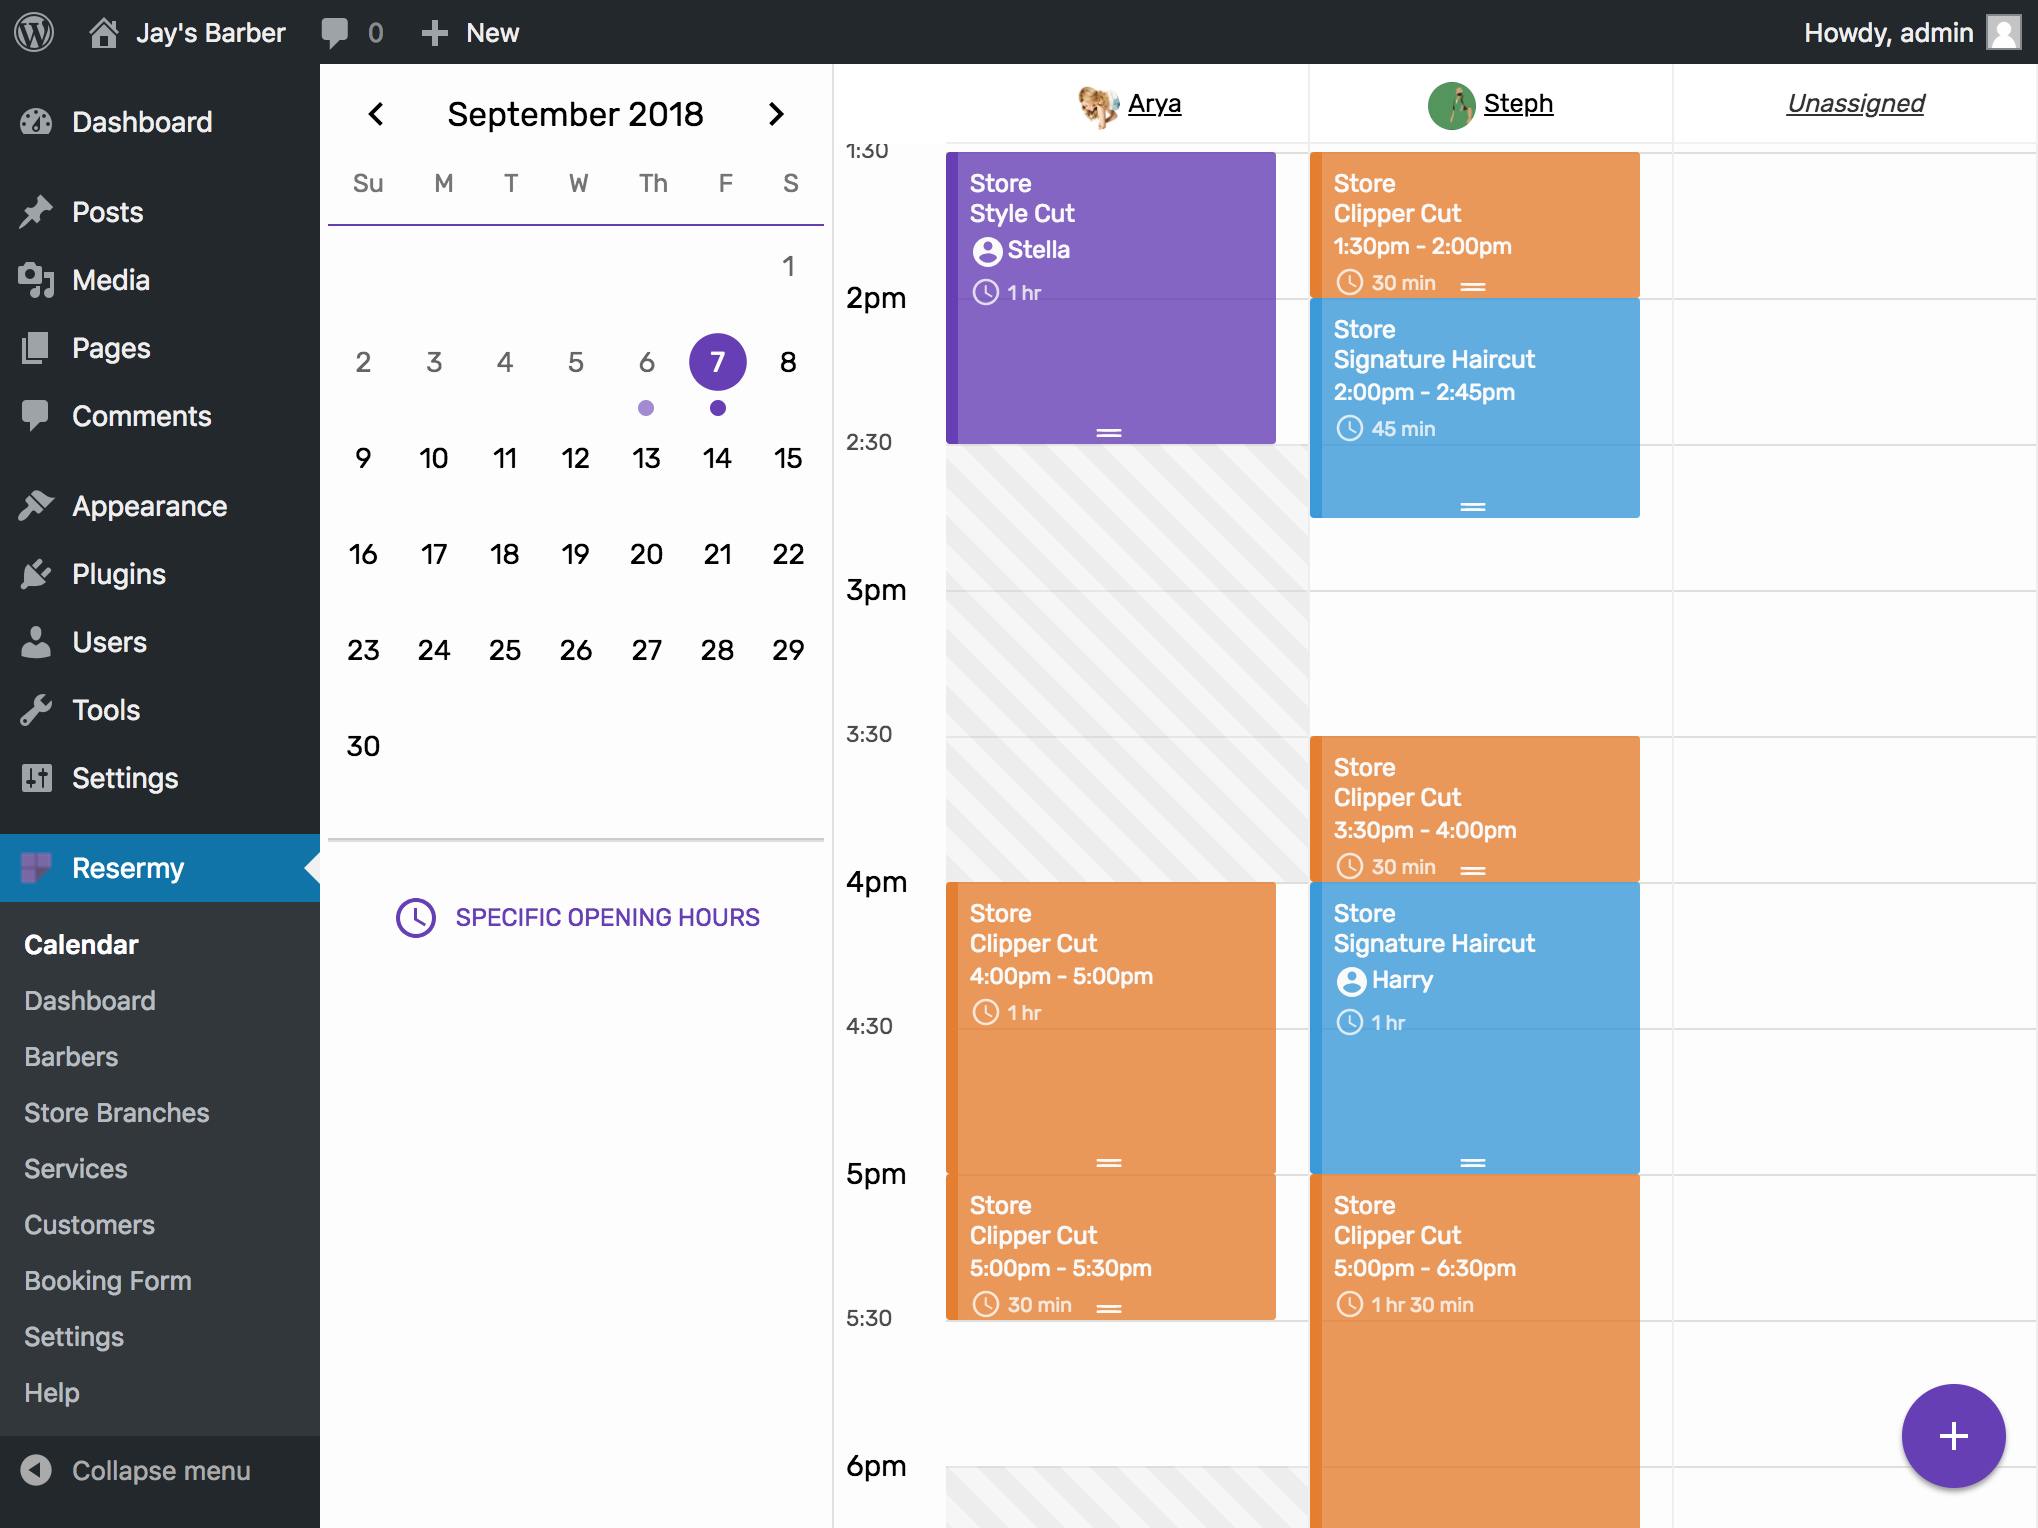 Jay's Barber
0
New
Howdy, admin
Dashboard
Posts
Media
Pages
Comments
Appearance
Plugins
Users
Tools
Settings
Resermy
Calendar
Dashboard
Barbers
Store Branches
Services
Customers
Booking Form
Settings
Help
Collapse menu
September 2018
Su M T W Th F S
1
2 3 4 5 6 7 8
9 10 11 12 13 14 15
16 17 18 19 20 21 22
23 24 25 26 27 28 29
30
SPECIFIC OPENING HOURS
Arya
Steph
Unassigned
1:30
2pm
2:30
3pm
3:30
4pm
4:30
5pm
5:30
6pm
Store
Style Cut
Stella
1 hr
Store
Clipper Cut
4:00pm - 5:00pm
1 hr
Store
Clipper Cut
5:00pm - 5:30pm
30 min
Store
Clipper Cut
1:30pm - 2:00pm
30 min
Store
Signature Haircut
2:00pm - 2:45pm
45 min
Store
Clipper Cut
3:30pm - 4:00pm
30 min
Store
Signature Haircut
Harry
1 hr
Store
Clipper Cut
5:00pm - 6:30pm
1 hr 30 min